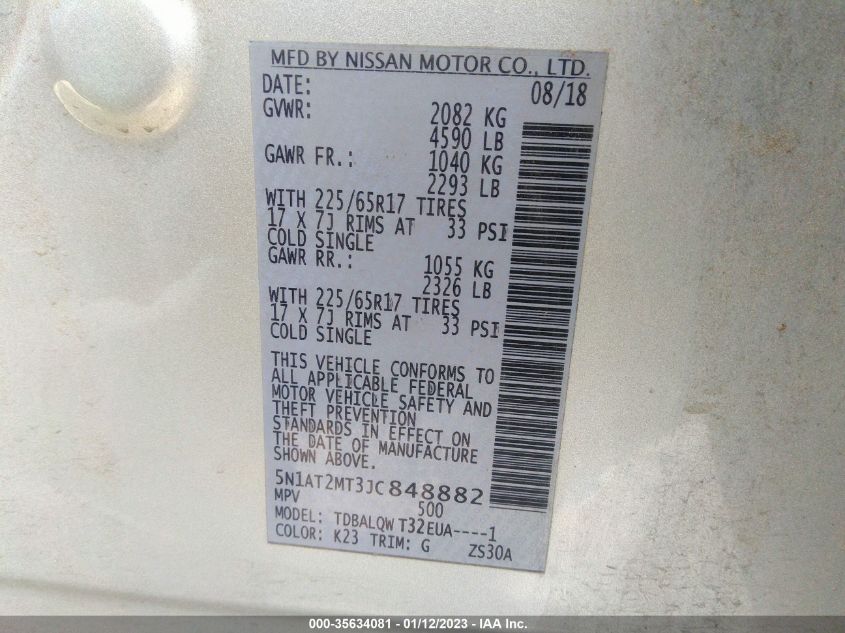 MFD BY NISSAN MOTOR CO., LTD.
DATE: 08/18
GVWR: 2082 KG
4590 LB
GAWR FR.: 1040 KG
2293 LB
WITH 225/65R17 TIRES
17 X 7J RIMS AT 33 PSI
COLD SINGLE
GAWR RR.: 1055 KG
2326 LB
WITH 225/65R17 TIRES
17 X 7J RIMS AT 33 PSI
COLD SINGLE
THIS VEHICLE CONFORMS TO
ALL APPLICABLE FEDERAL
MOTOR VEHICLE SAFETY AND
THEFT PREVENTION
STANDARDS IN EFFECT ON
THE DATE OF MANUFACTURE
SHOWN ABOVE.
5N1AT2MT3JC848882
MPV 500
MODEL: TDBALQW T32EUA----1
COLOR: K23 TRIM: G ZS30A
000-35634081 - 01/12/2023 - IAA Inc.